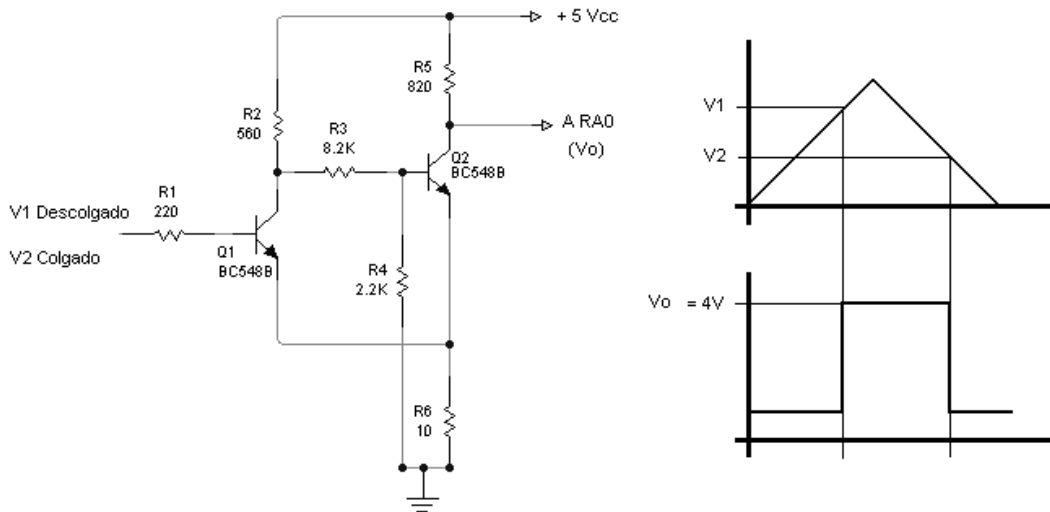 + 5 Vcc
R5
820
R2
560
R3
8.2K
A RA0
(Vo)
Q2
BC548B
R1
220
V1 Descolgado
V2 Colgado
Q1
BC548B
R4
2.2K
R6
10
V1
V2
Vo = 4V